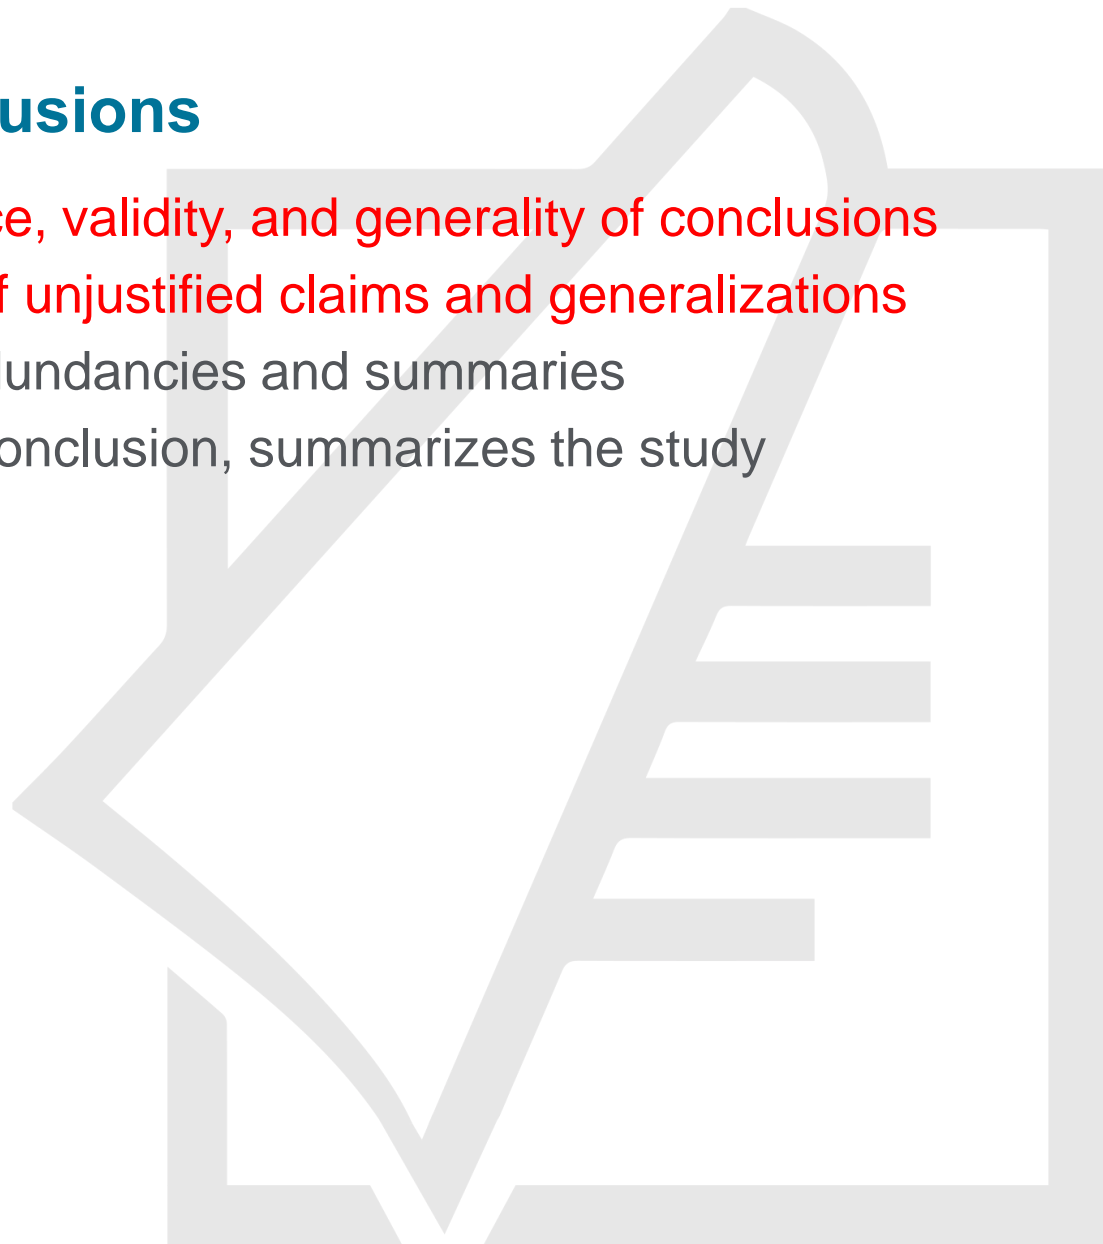 usions
ce, validity, and generality of conclusions
f unjustified claims and generalizations
lundancies and summaries
onclusion, summarizes the study